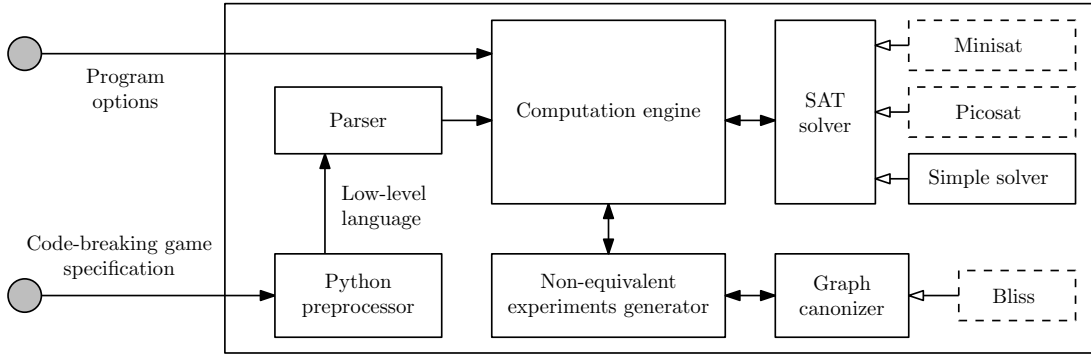 Program
options
Parser
Computation engine
SAT
solver
Minisat
Picosat
Simple solver
Low-level
language
Code-breaking game
specification
Python
preprocessor
Non-equivalent
experiments generator
Graph
canonizer
Bliss